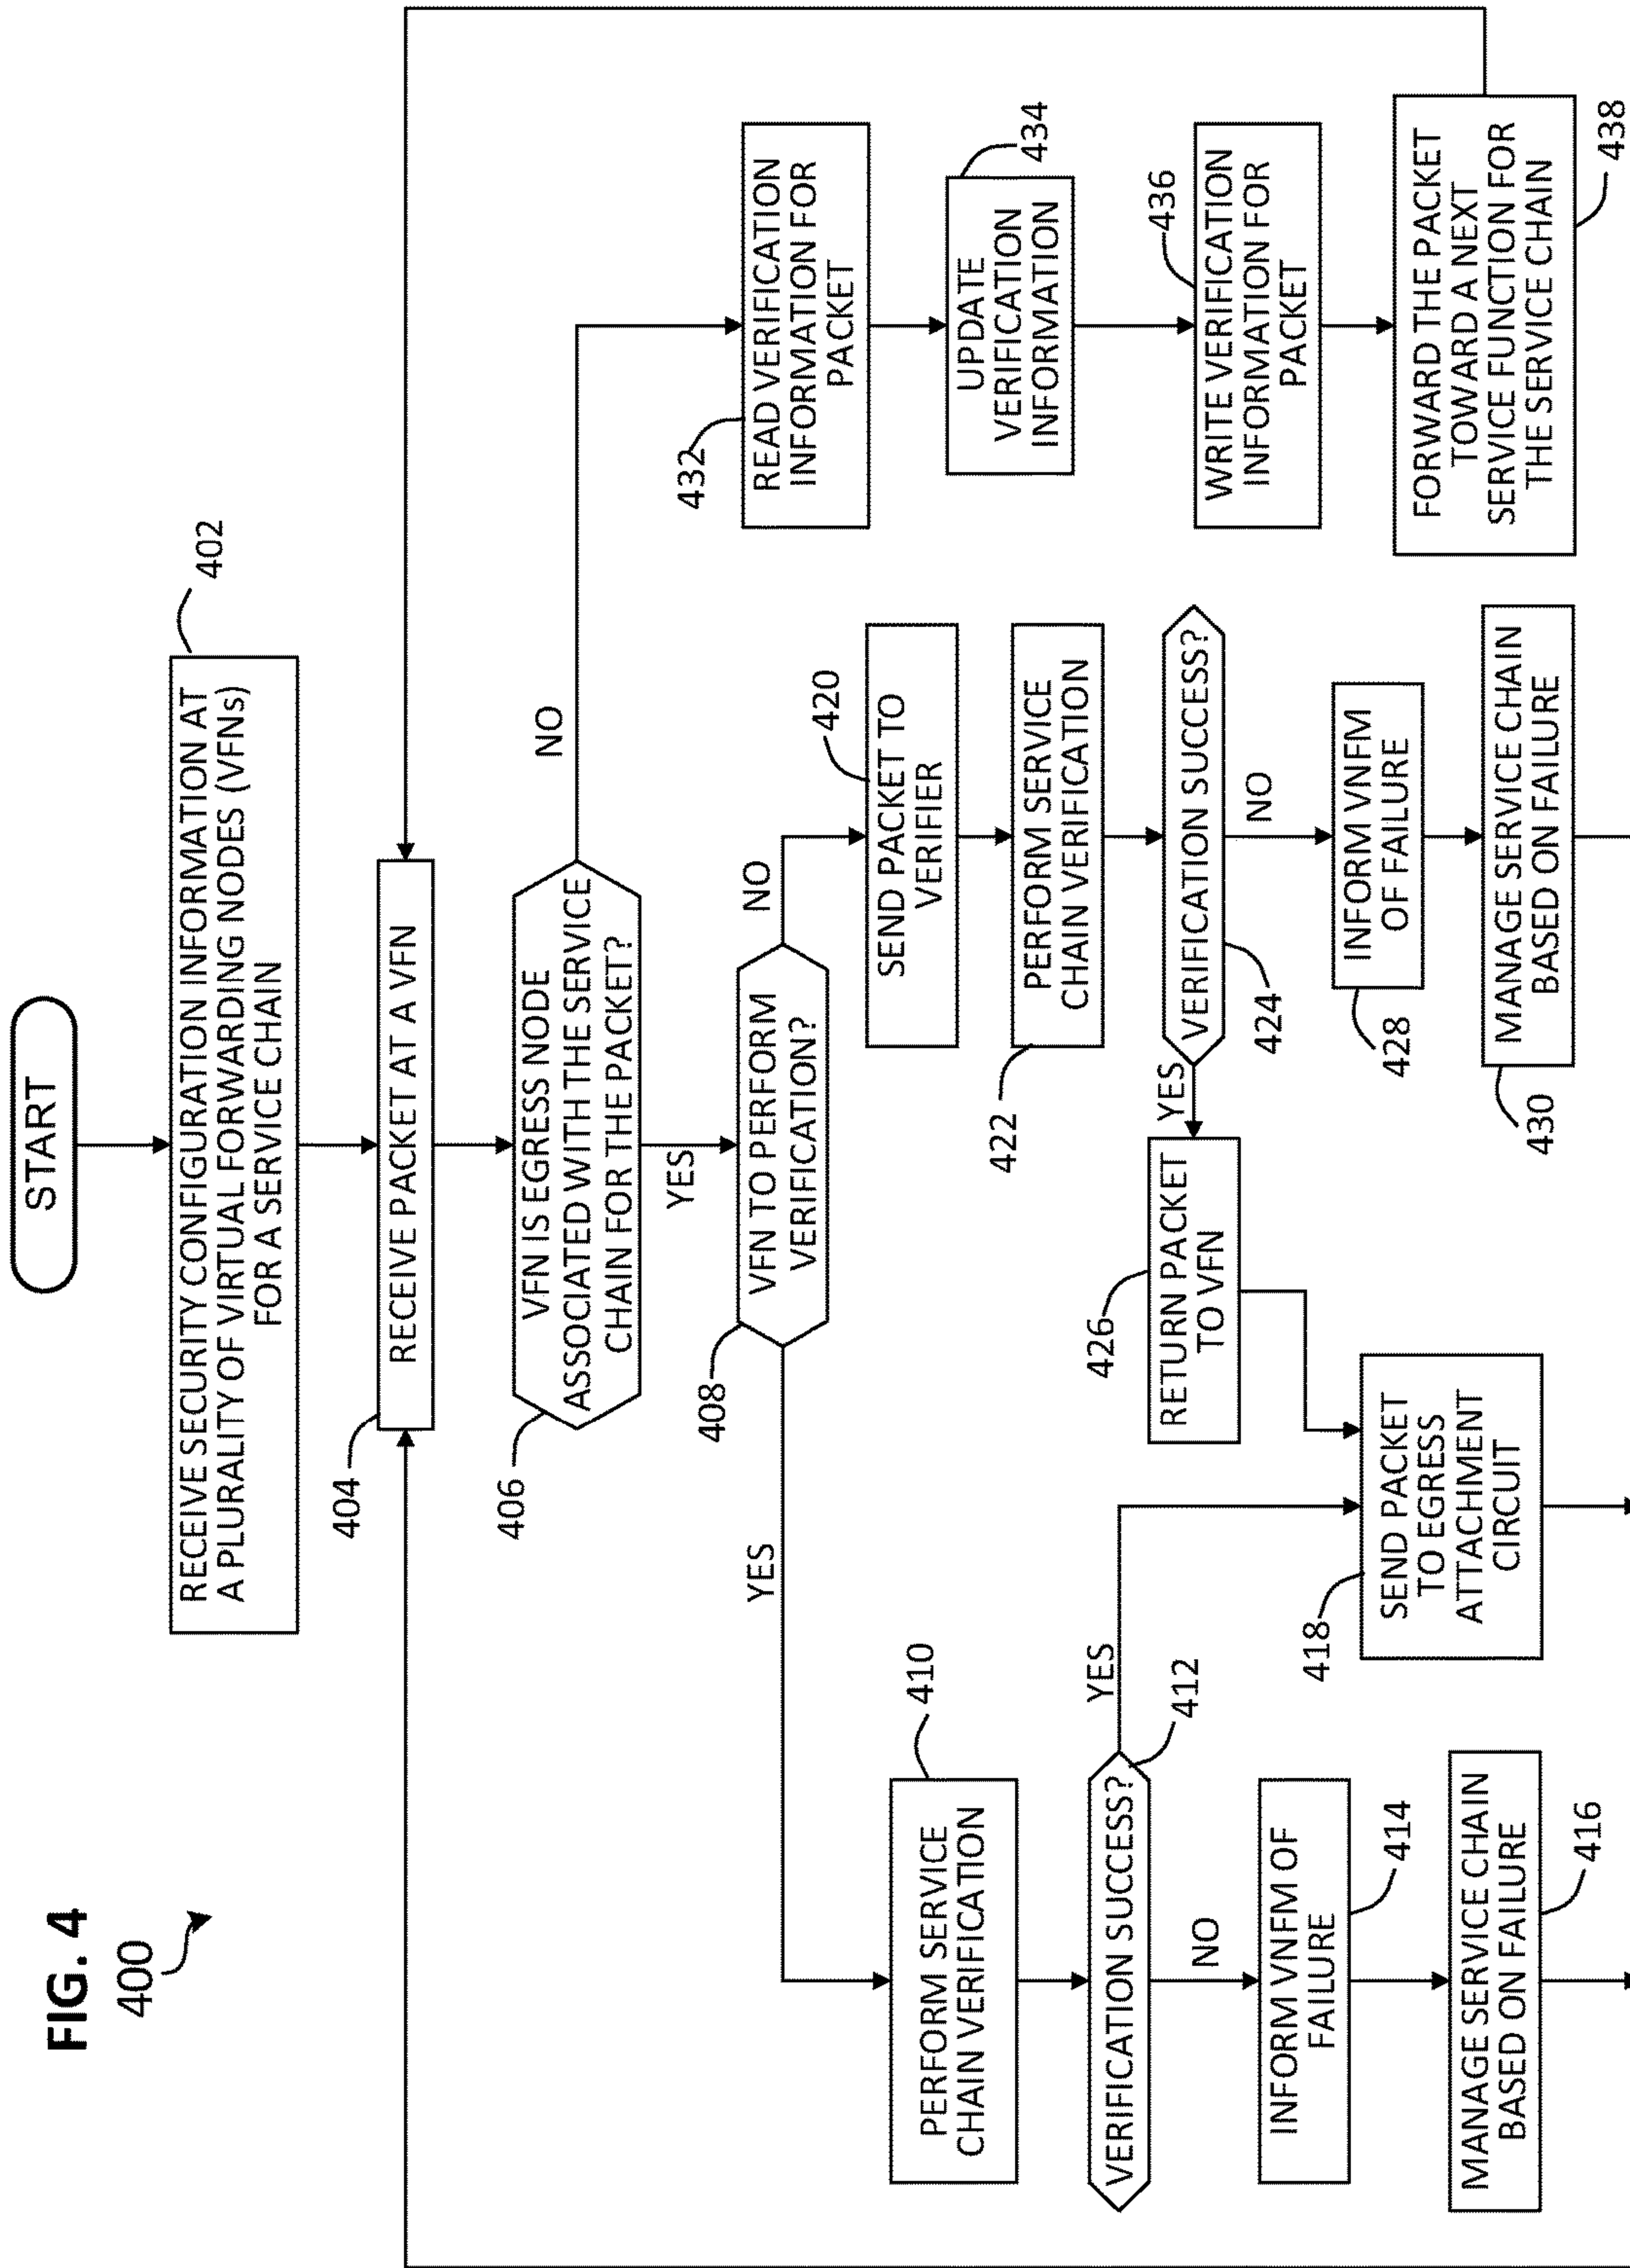 FIG. 4
400
START
RECEIVE SECURITY CONFIGURATION INFORMATION AT
A PLURALITY OF VIRTUAL FORWARDING NODES (VFNs)
FOR A SERVICE CHAIN
402
RECEIVE PACKET AT A VFN
404
VFN IS EGRESS NODE
ASSOCIATED WITH THE SERVICE
CHAIN FOR THE PACKET?
406
NO
YES
VFN TO PERFORM
VERIFICATION?
408
YES
NO
PERFORM SERVICE
CHAIN VERIFICATION
410
VERIFICATION SUCCESS?
412
YES
NO
INFORM VNFM OF
FAILURE
414
MANAGE SERVICE CHAIN
BASED ON FAILURE
416
SEND PACKET
TO EGRESS
ATTACHMENT
CIRCUIT
418
SEND PACKET TO
VERIFIER
420
PERFORM SERVICE
CHAIN VERIFICATION
422
VERIFICATION SUCCESS?
424
YES
NO
RETURN PACKET
TO VFN
426
INFORM VNFM
OF FAILURE
428
MANAGE SERVICE CHAIN
BASED ON FAILURE
430
READ VERIFICATION
INFORMATION FOR
PACKET
432
UPDATE
VERIFICATION
INFORMATION
434
WRITE VERIFICATION
INFORMATION FOR
PACKET
436
FORWARD THE PACKET
TOWARD A NEXT
SERVICE FUNCTION FOR
THE SERVICE CHAIN
438